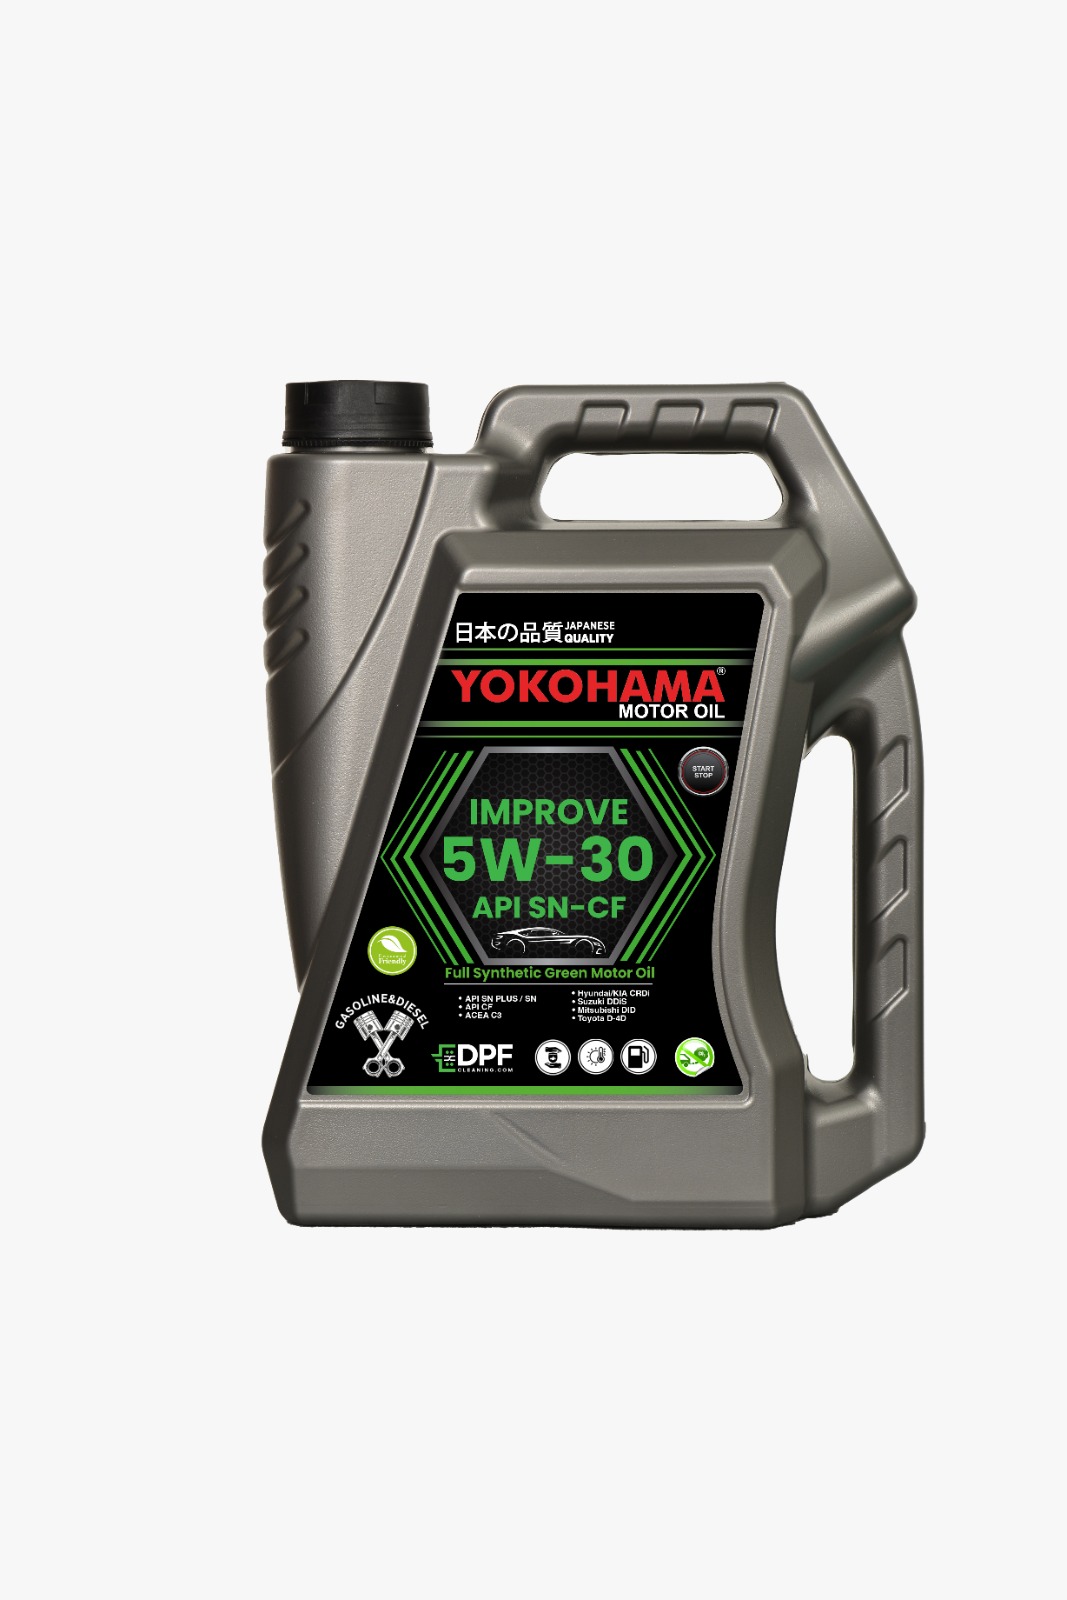 日本の品質 JAPANESE QUALITY
YOKOHAMA®
MOTOR OIL
START
STOP
IMPROVE
5W-30
API SN-CF
Friendly
Full Synthetic Green Motor Oil
• API SN PLUS / SN
• API CF
• ACEA C3
• Hyundai/KIA CRDi
• Suzuki DDiS
• Mitsubishi DID
• Toyota D-4D
GASOLINE&DIESEL
DPF
CLEANING.COM